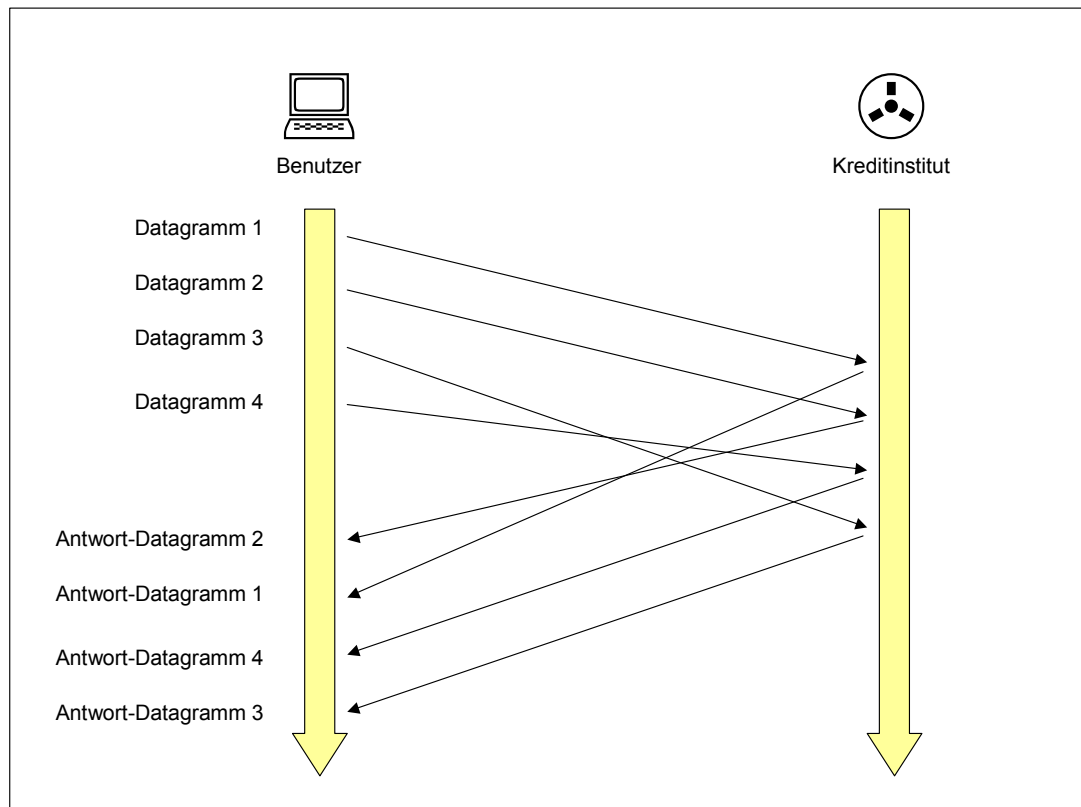 Benutzer
Kreditinstitut
Datagramm 1
Datagramm 2
Datagramm 3
Datagramm 4
Antwort-Datagramm 2
Antwort-Datagramm 1
Antwort-Datagramm 4
Antwort-Datagramm 3